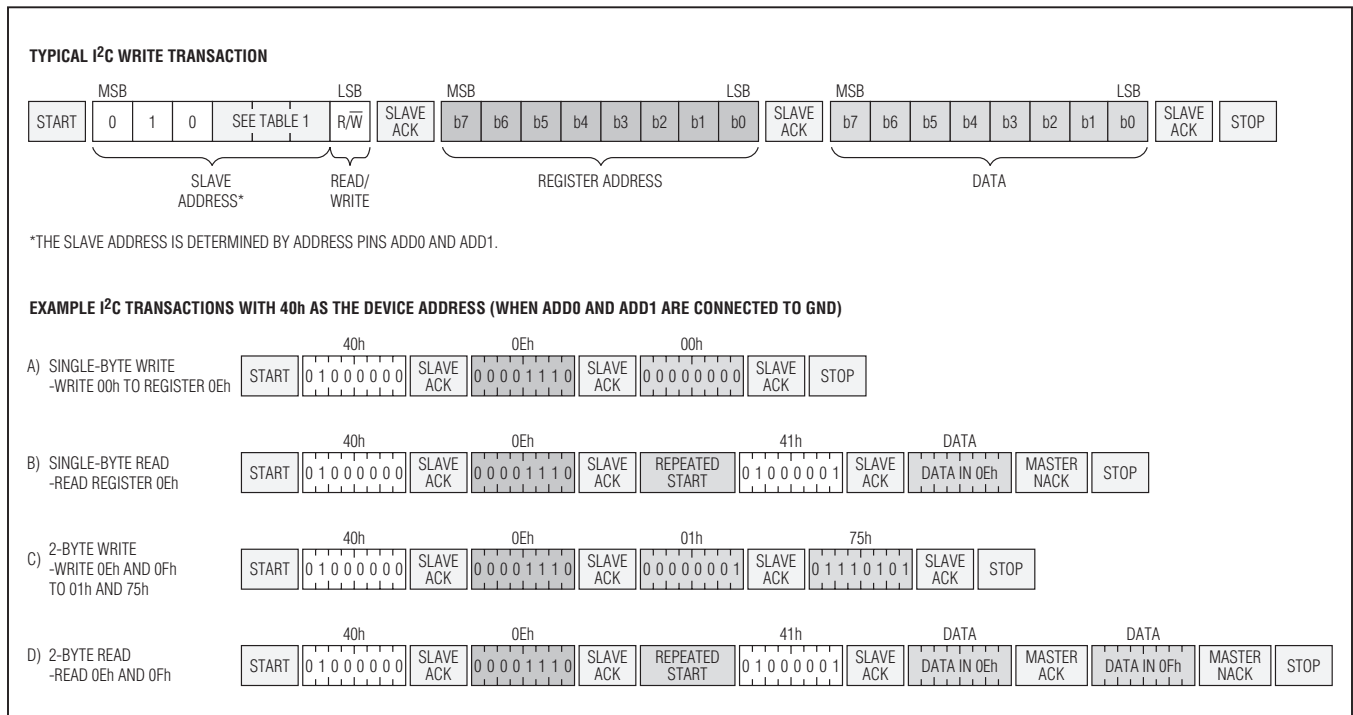 TYPICAL I2C WRITE TRANSACTION
MSB LSB MSB LSB MSB LSB
START 0 1 0 SEE TABLE 1 R/W̅ SLAVE ACK b7 b6 b5 b4 b3 b2 b1 b0 SLAVE ACK b7 b6 b5 b4 b3 b2 b1 b0 SLAVE ACK STOP
SLAVE ADDRESS* READ/WRITE REGISTER ADDRESS DATA
*THE SLAVE ADDRESS IS DETERMINED BY ADDRESS PINS ADD0 AND ADD1.
EXAMPLE I2C TRANSACTIONS WITH 40h AS THE DEVICE ADDRESS (WHEN ADD0 AND ADD1 ARE CONNECTED TO GND)
40h 0Eh 00h
A) SINGLE-BYTE WRITE
-WRITE 00h TO REGISTER 0Eh
START 0 1 0 0 0 0 0 0 SLAVE ACK 0 0 0 0 1 1 1 0 SLAVE ACK 0 0 0 0 0 0 0 0 SLAVE ACK STOP
40h 0Eh 41h DATA
B) SINGLE-BYTE READ
-READ REGISTER 0Eh
START 0 1 0 0 0 0 0 0 SLAVE ACK 0 0 0 0 1 1 1 0 SLAVE ACK REPEATED START 0 1 0 0 0 0 0 1 SLAVE ACK DATA IN 0Eh MASTER NACK STOP
40h 0Eh 01h 75h
C) 2-BYTE WRITE
-WRITE 0Eh AND 0Fh
TO 01h AND 75h
START 0 1 0 0 0 0 0 0 SLAVE ACK 0 0 0 0 1 1 1 0 SLAVE ACK 0 0 0 0 0 0 0 1 SLAVE ACK 0 1 1 1 0 1 0 1 SLAVE ACK STOP
40h 0Eh 41h DATA DATA
D) 2-BYTE READ
-READ 0Eh AND 0Fh
START 0 1 0 0 0 0 0 0 SLAVE ACK 0 0 0 0 1 1 1 0 SLAVE ACK REPEATED START 0 1 0 0 0 0 0 1 SLAVE ACK DATA IN 0Eh MASTER ACK DATA IN 0Fh MASTER NACK STOP